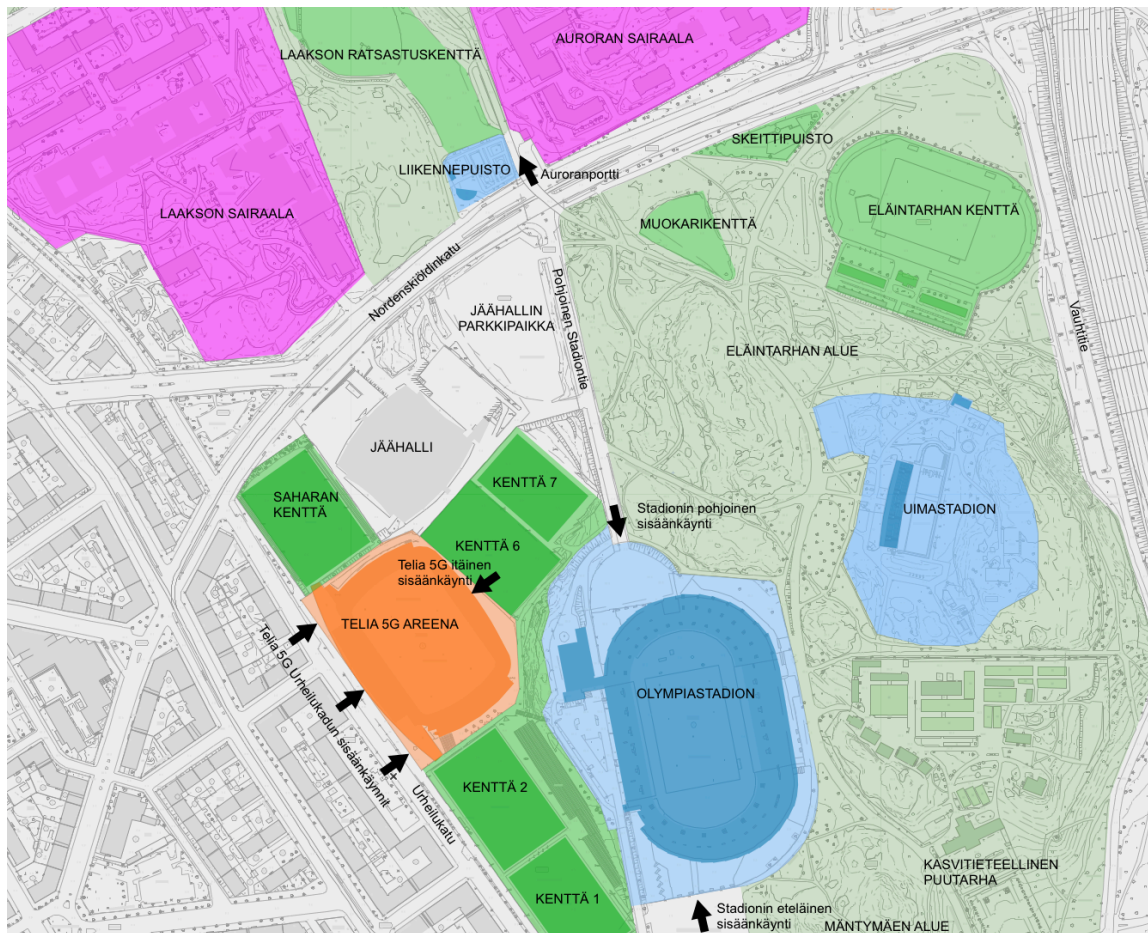 AURORAN SAIRAALA
LAAKSON RATSASTUSKENTTÄ
SKEITTIPUISTO
LIIKENNEPUISTO
Auroranportti
LAAKSON SAIRAALA
ELÄINTARHAN KENTTÄ
MUOKARIKENTTÄ
Nordenskiöldinkatu
Pohjoinen Stadiontie
Vauhtitie
JÄÄHALLIN
PARKKIPAIKKA
ELÄINTARHAN ALUE
JÄÄHALLI
KENTTÄ 7
SAHARAN
KENTTÄ
Stadionin pohjoinen
sisäänkäynti
UIMASTADION
KENTTÄ 6
Telia 5G itäinen
sisäänkäynti
TELIA 5G AREENA
Telia 5G Urheilukadun sisäänkäynnit
OLYMPIASTADION
+
Urheilukatu
KENTTÄ 2
KASVITIETEELLINEN
PUUTARHA
KENTTÄ 1
Stadionin eteläinen
sisäänkäynti
MÄNTYMÄEN ALUE